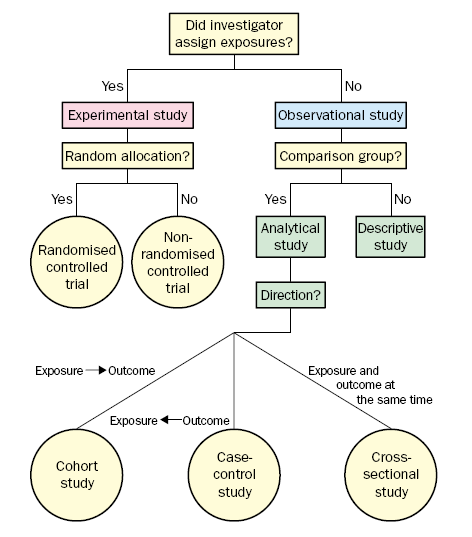 Did investigator
assign exposures?
Yes
No
Experimental study
Observational study
Random allocation?
Comparison group?
Yes
No
Yes
No
Randomised
controlled
trial
Non-
randomised
controlled
trial
Analytical
study
Descriptive
study
Direction?
Exposure → Outcome
Exposure and
outcome at
the same time
Exposure ← Outcome
Cohort
study
Case-
control
study
Cross-
sectional
study